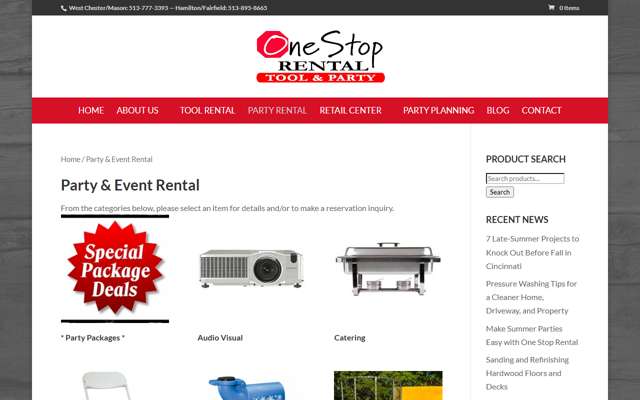 West Chester/Mason: 513-777-3393 -- Hamilton/Fairfield: 513-895-8665
0 Items
One Stop
RENTAL
TOOL & PARTY
HOME ABOUT US TOOL RENTAL PARTY RENTAL RETAIL CENTER PARTY PLANNING BLOG CONTACT
Home / Party & Event Rental
Party & Event Rental
From the categories below, please select an item for details and/or to make a reservation inquiry.
Special
Package
Deals
* Party Packages *
Audio Visual
Catering
PRODUCT SEARCH
Search products...
Search
RECENT NEWS
7 Late-Summer Projects to
Knock Out Before Fall in
Cincinnati
Pressure Washing Tips for
a Cleaner Home,
Driveway, and Property
Make Summer Parties
Easy with One Stop Rental
Sanding and Refinishing
Hardwood Floors and
Decks